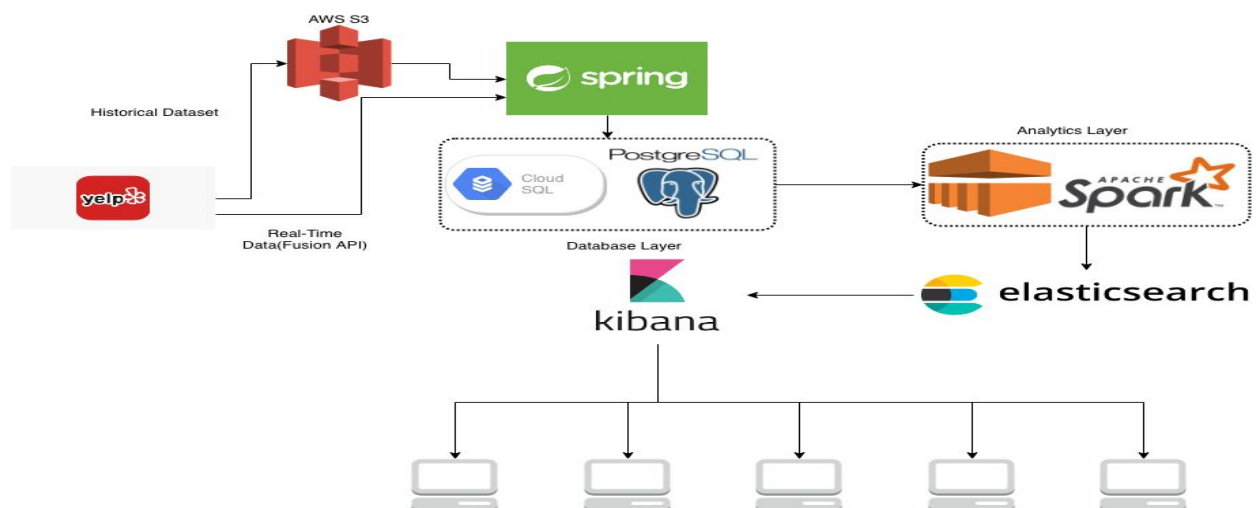 AWS S3
spring
Historical Dataset
Analytics Layer
PostgreSQL
Cloud
SQL
APACHE
Spark™
yelp
Real-Time
Data(Fusion API)
Database Layer
elasticsearch
kibana